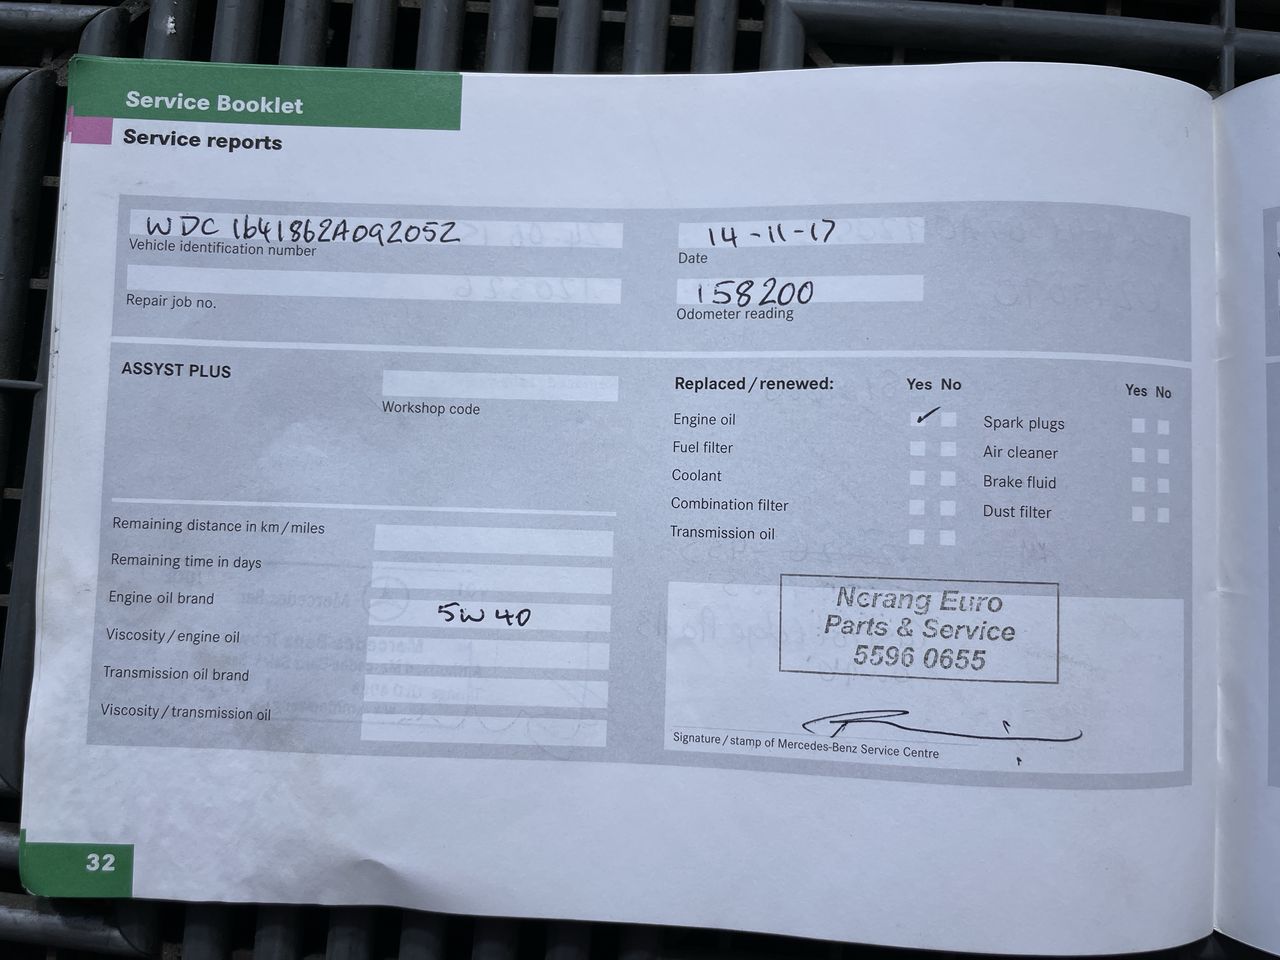 Service Booklet
Service reports
WDC1641862A092052
Vehicle identification number
14-11-17
Date
Repair job no.
158200
Odometer reading
ASSYST PLUS
Workshop code
Replaced/renewed:
Yes No
Yes No
Engine oil
Spark plugs
Fuel filter
Air cleaner
Coolant
Brake fluid
Combination filter
Dust filter
Transmission oil
Remaining distance in km/miles
Remaining time in days
Engine oil brand
5W40
Viscosity/engine oil
Transmission oil brand
Viscosity/transmission oil
Nerang Euro
Parts & Service
5596 0655
Signature/stamp of Mercedes-Benz Service Centre
32